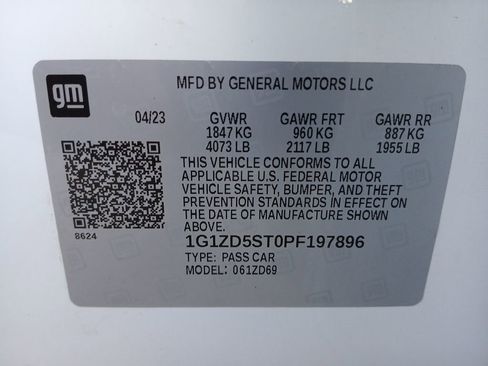 gm
MFD BY GENERAL MOTORS LLC
04/23 GVWR GAWR FRT GAWR RR
1847 KG 960 KG 887 KG
4073 LB 2117 LB 1955 LB
THIS VEHICLE CONFORMS TO ALL
APPLICABLE U.S. FEDERAL MOTOR
VEHICLE SAFETY, BUMPER, AND THEFT
PREVENTION STANDARDS IN EFFECT ON
THE DATE OF MANUFACTURE SHOWN
ABOVE.
8624
1G1ZD5ST0PF197896
TYPE: PASS CAR
MODEL: 061ZD69